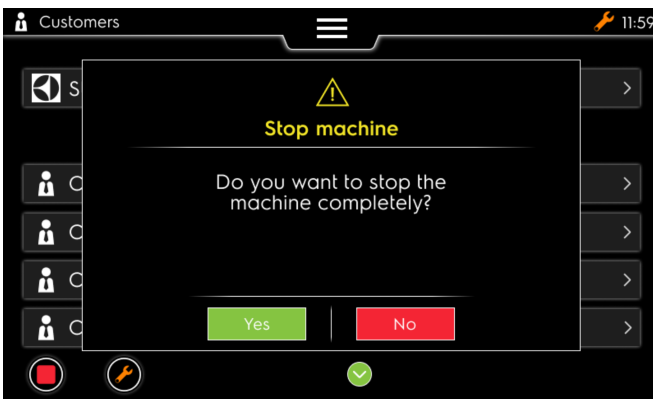 Customers
11:59
S
Stop machine
Do you want to stop the
machine completely?
C
C
C
C
Yes
No